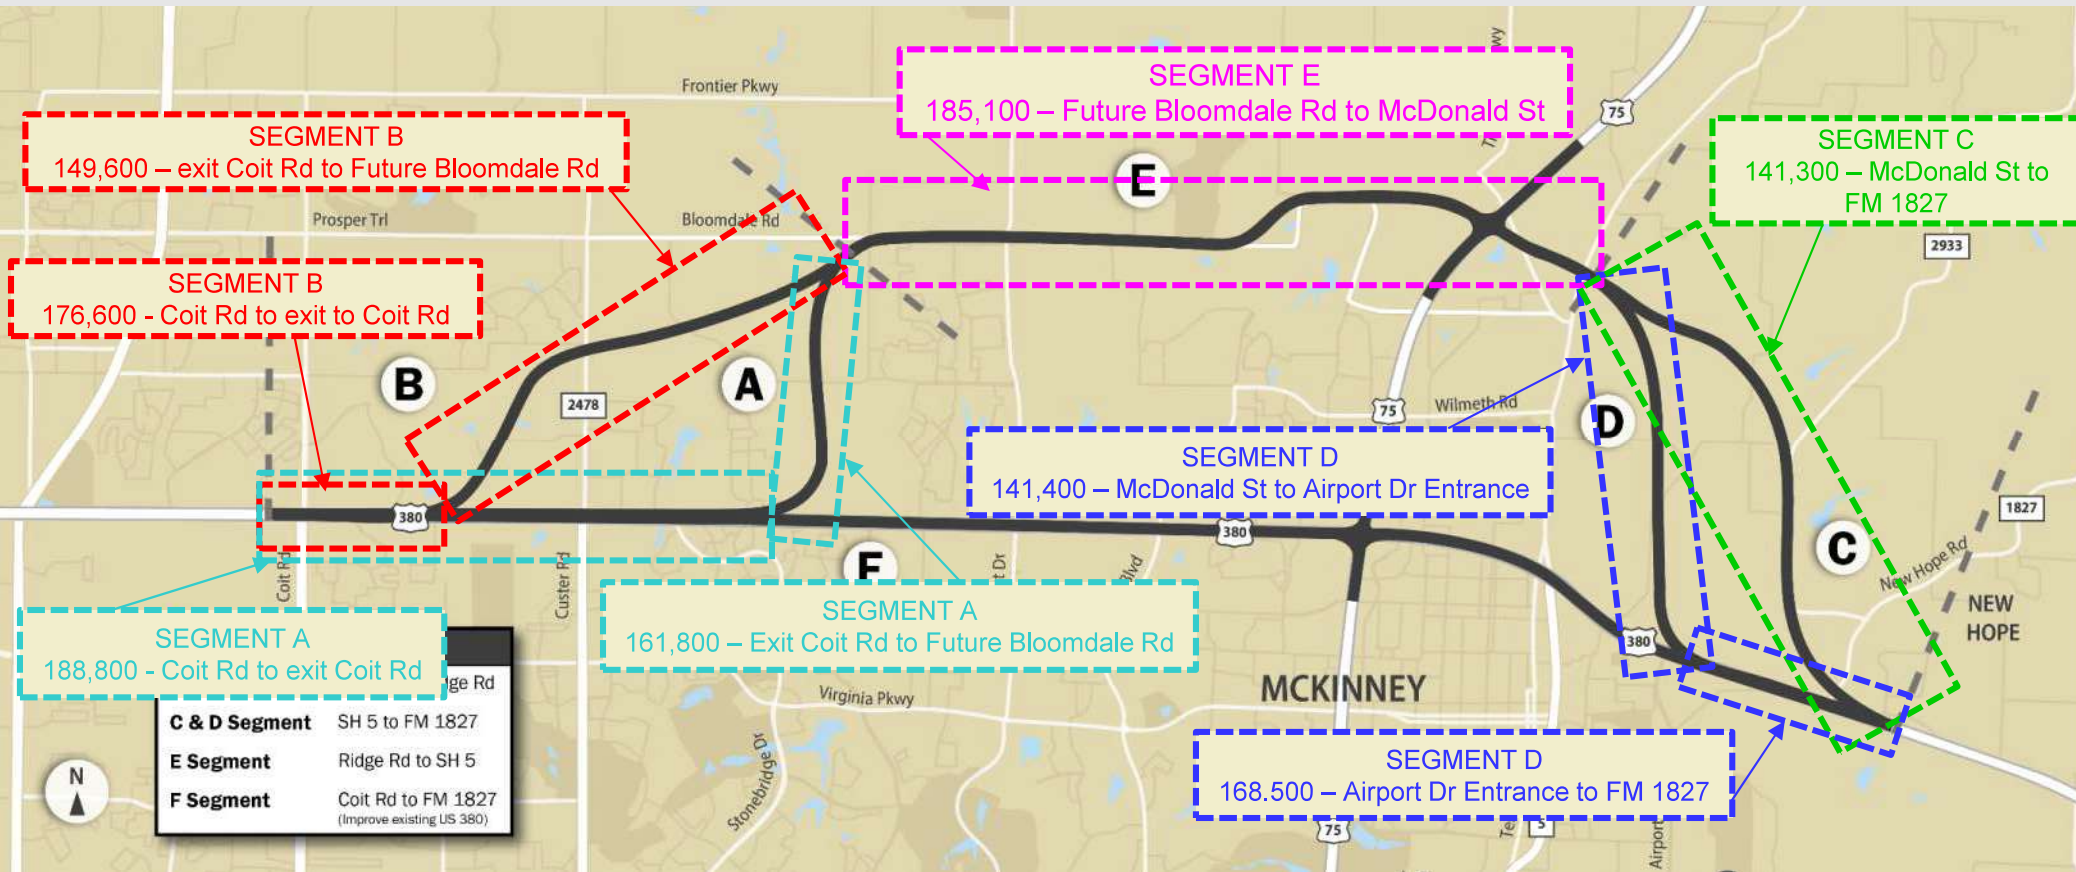 Frontier Pkwy
SEGMENT E
185,100 – Future Bloomdale Rd to McDonald St
75
SEGMENT B
149,600 – exit Coit Rd to Future Bloomdale Rd
SEGMENT C
141,300 – McDonald St to
FM 1827
E
Prosper Trl
Bloomdale Rd
2933
SEGMENT B
176,600 - Coit Rd to exit to Coit Rd
B
A
2478
75
Wilmeth Rd
D
SEGMENT D
141,400 – McDonald St to Airport Dr Entrance
380
380
1827
C
New Hope Rd
NEW
HOPE
Coit Rd
Custer Rd
F
t Dr
Blvd
SEGMENT A
161,800 – Exit Coit Rd to Future Bloomdale Rd
SEGMENT A
188,800 - Coit Rd to exit Coit Rd
380
ge Rd
C & D Segment SH 5 to FM 1827
E Segment Ridge Rd to SH 5
F Segment Coit Rd to FM 1827
(Improve existing US 380)
N
Virginia Pkwy
Stonebridge Dr
MCKINNEY
SEGMENT D
168.500 – Airport Dr Entrance to FM 1827
75
5
Airport